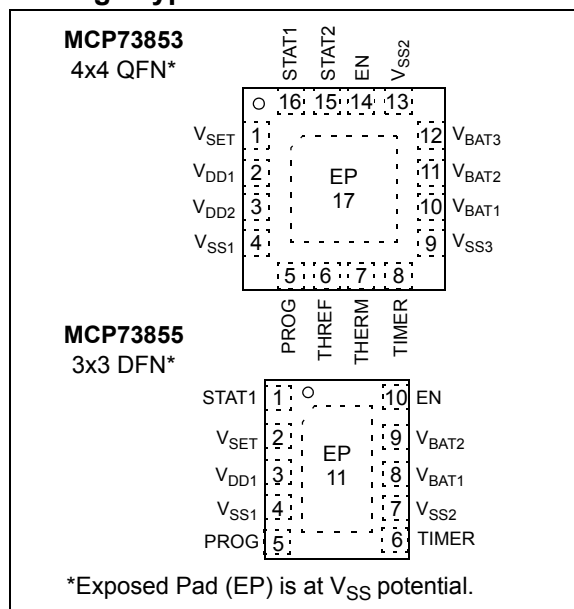 MCP73853
4x4 QFN*
STAT1
STAT2
EN
VSS2
16 15 14 13
VSET 1
VDD1 2
VDD2 3
VSS1 4
EP
17
12 VBAT3
11 VBAT2
10 VBAT1
9 VSS3
5 6 7 8
PROG
THREF
THERM
TIMER
MCP73855
3x3 DFN*
STAT1 1
VSET 2
VDD1 3
VSS1 4
PROG 5
EP
11
10 EN
9 VBAT2
8 VBAT1
7 VSS2
6 TIMER
*Exposed Pad (EP) is at VSS potential.